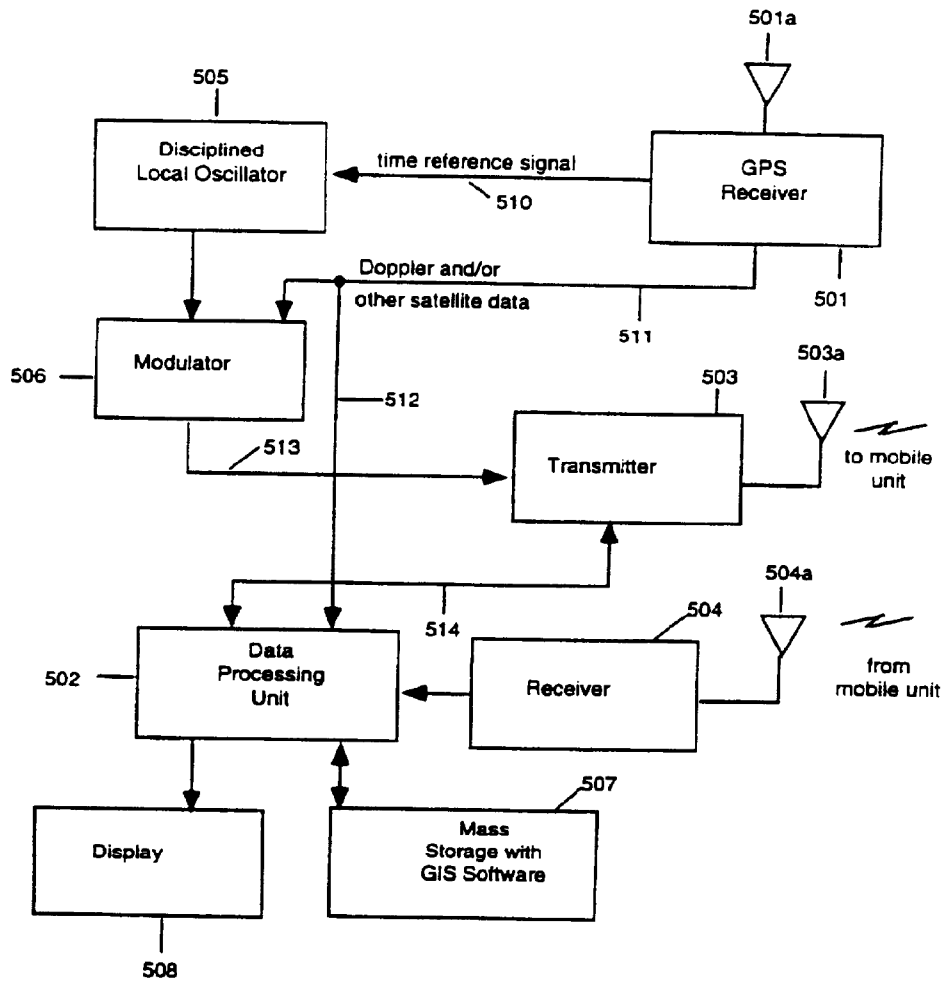 501a
505
Disciplined
Local Oscillator
time reference signal
510
GPS
Receiver
501
Doppler and/or
other satellite data
511
506
Modulator
512
503
503a
513
Transmitter
to mobile
unit
514
504
504a
502
Data
Processing
Unit
Receiver
from
mobile unit
507
Display
Mass
Storage with
GIS Software
508